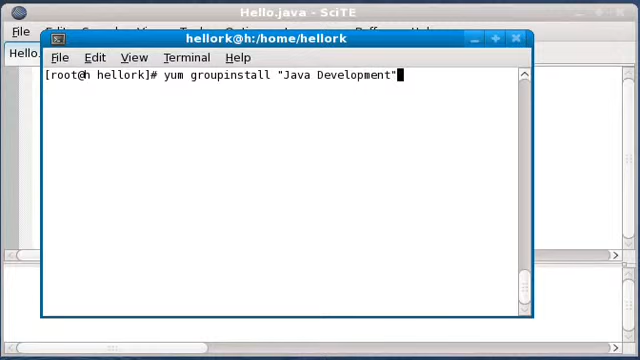 Hello.java - SciTE
File
Hello.
hellork@h:/home/hellork
File Edit View Terminal Help
[root@h hellork]# yum groupinstall "Java Development"